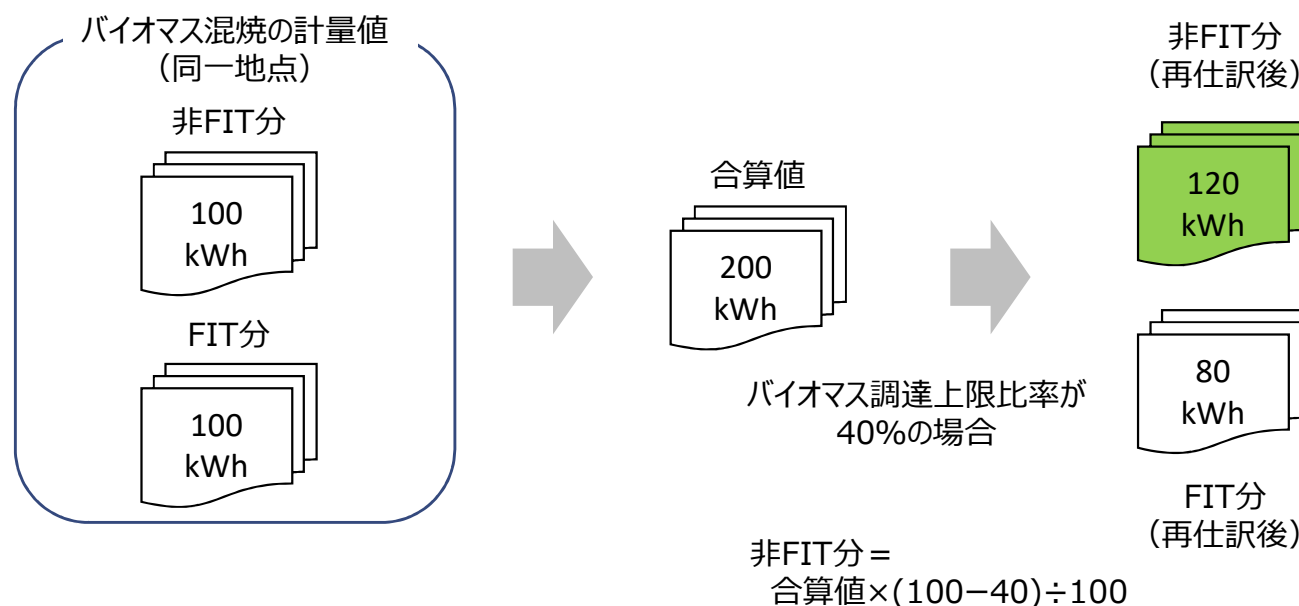 バイオマス混焼の計量値
（同一地点）
非FIT分
100
kWh
FIT分
100
kWh
合算値
200
kWh
バイオマス調達上限比率が
40%の場合
非FIT分＝
合算値×(100−40)÷100
非FIT分
（再仕訳後）
120
kWh
80
kWh
FIT分
（再仕訳後）